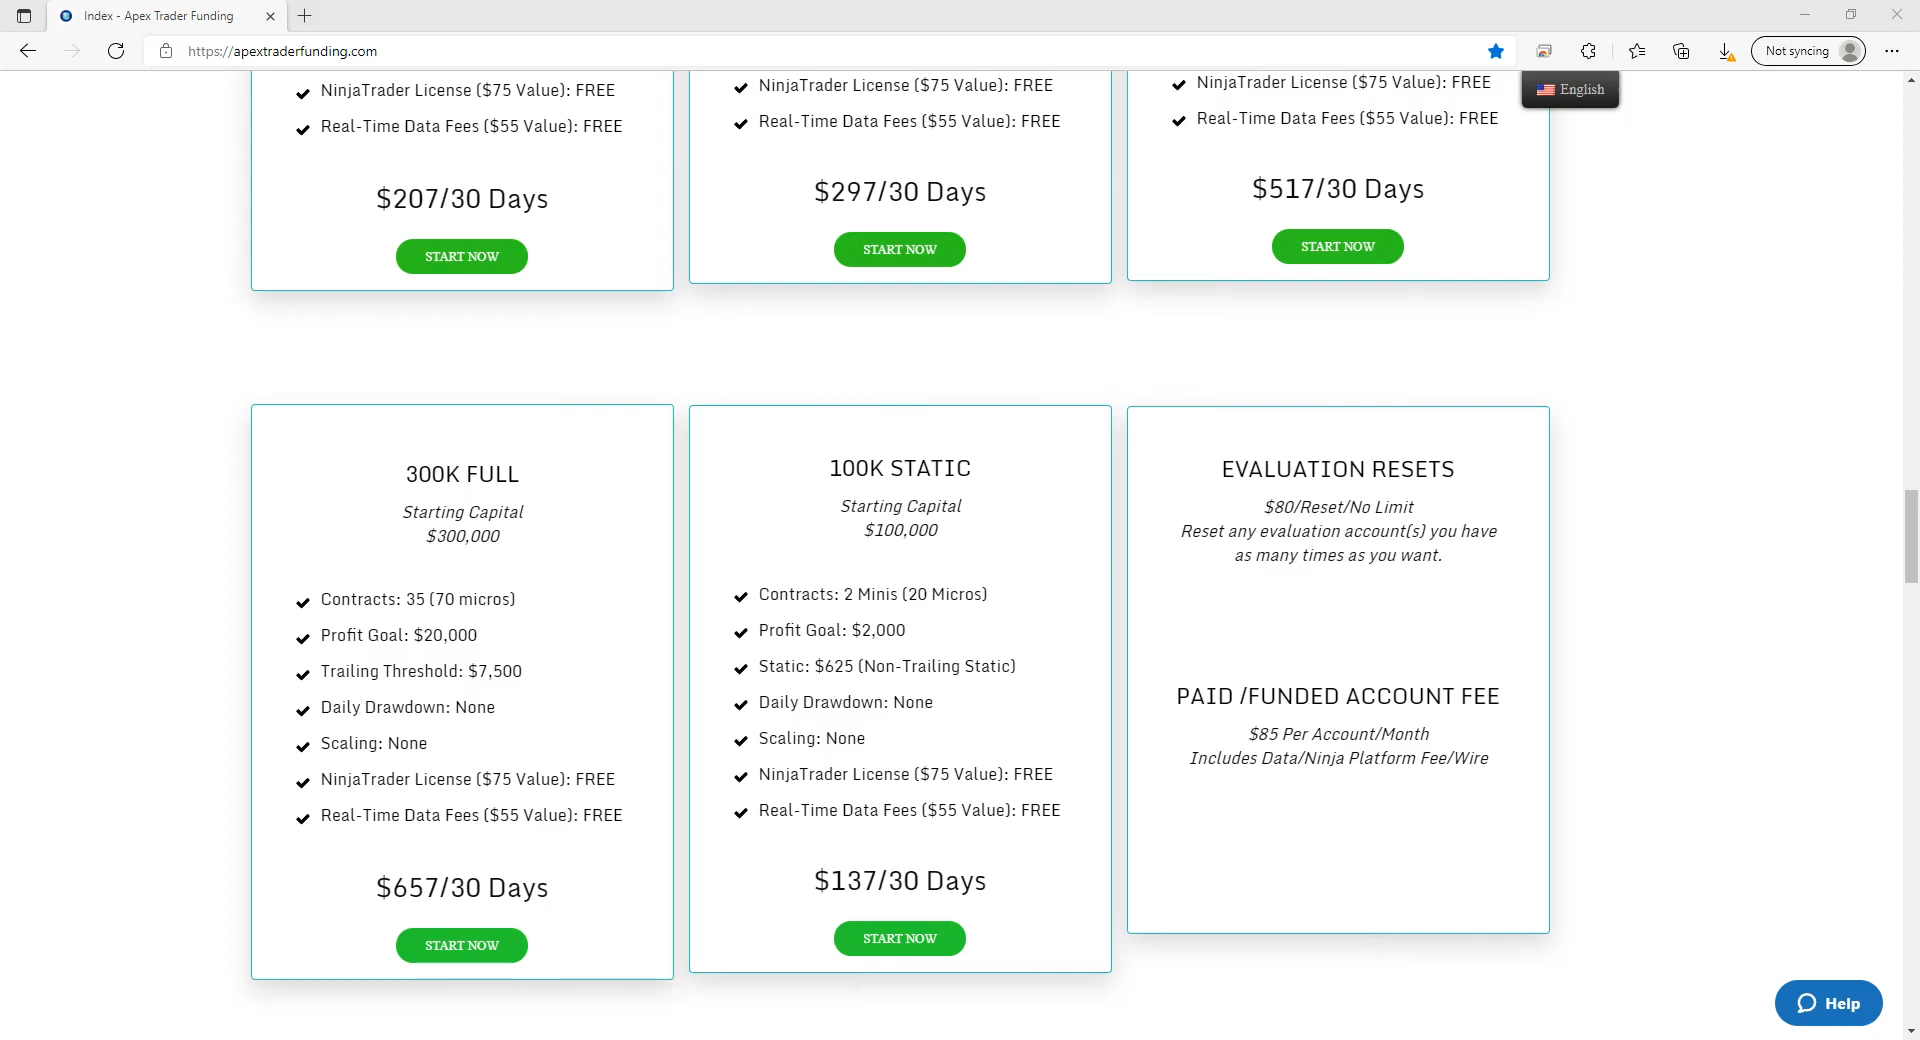 Index - Apex Trader Funding
https://apextraderfunding.com
Not syncing
English
NinjaTrader License ($75 Value): FREE
Real-Time Data Fees ($55 Value): FREE
$207/30 Days
START NOW
NinjaTrader License ($75 Value): FREE
Real-Time Data Fees ($55 Value): FREE
$297/30 Days
START NOW
NinjaTrader License ($75 Value): FREE
Real-Time Data Fees ($55 Value): FREE
$517/30 Days
START NOW
300K FULL
Starting Capital
$300,000
Contracts: 35 (70 micros)
Profit Goal: $20,000
Trailing Threshold: $7,500
Daily Drawdown: None
Scaling: None
NinjaTrader License ($75 Value): FREE
Real-Time Data Fees ($55 Value): FREE
$657/30 Days
START NOW
100K STATIC
Starting Capital
$100,000
Contracts: 2 Minis (20 Micros)
Profit Goal: $2,000
Static: $625 (Non-Trailing Static)
Daily Drawdown: None
Scaling: None
NinjaTrader License ($75 Value): FREE
Real-Time Data Fees ($55 Value): FREE
$137/30 Days
START NOW
EVALUATION RESETS
$80/Reset/No Limit
Reset any evaluation account(s) you have
as many times as you want.
PAID /FUNDED ACCOUNT FEE
$85 Per Account/Month
Includes Data/Ninja Platform Fee/Wire
Help